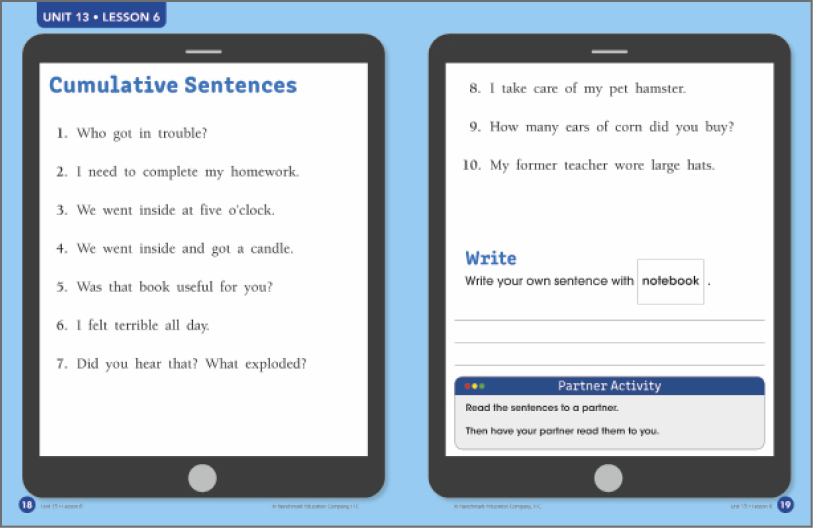 UNIT 13 • LESSON 6
Cumulative Sentences
1. Who got in trouble?
2. I need to complete my homework.
3. We went inside at five o'clock.
4. We went inside and got a candle.
5. Was that book useful for you?
6. I felt terrible all day.
7. Did you hear that? What exploded?
18 Unit 13 • Lesson 6
© Benchmark Education Company, LLC
8. I take care of my pet hamster.
9. How many ears of corn did you buy?
10. My former teacher wore large hats.
Write
Write your own sentence with notebook .
Partner Activity
Read the sentences to a partner.
Then have your partner read them to you.
© Benchmark Education Company, LLC
Unit 13 • Lesson 6 19